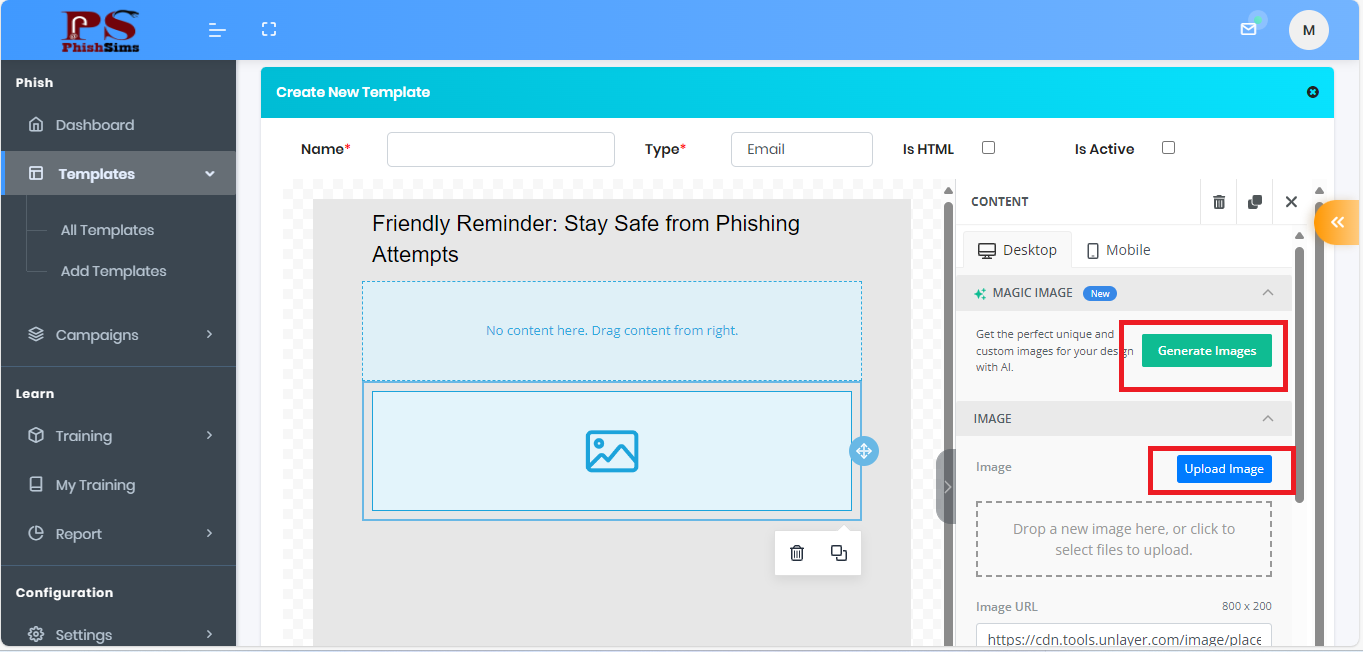 PS
PhishSims
M
Phish
Dashboard
Templates
All Templates
Add Templates
Campaigns
Learn
Training
My Training
Report
Configuration
Settings
Create New Template
Name*
Type*
Email
Is HTML
Is Active
Friendly Reminder: Stay Safe from Phishing
Attempts
No content here. Drag content from right.
CONTENT
Desktop
Mobile
MAGIC IMAGE
New
Get the perfect unique and
custom images for your design
with AI.
Generate Images
IMAGE
Image
Upload Image
Drop a new image here, or click to
select files to upload.
Image URL
800 x 200
https://cdn.tools.unlayer.com/image/place